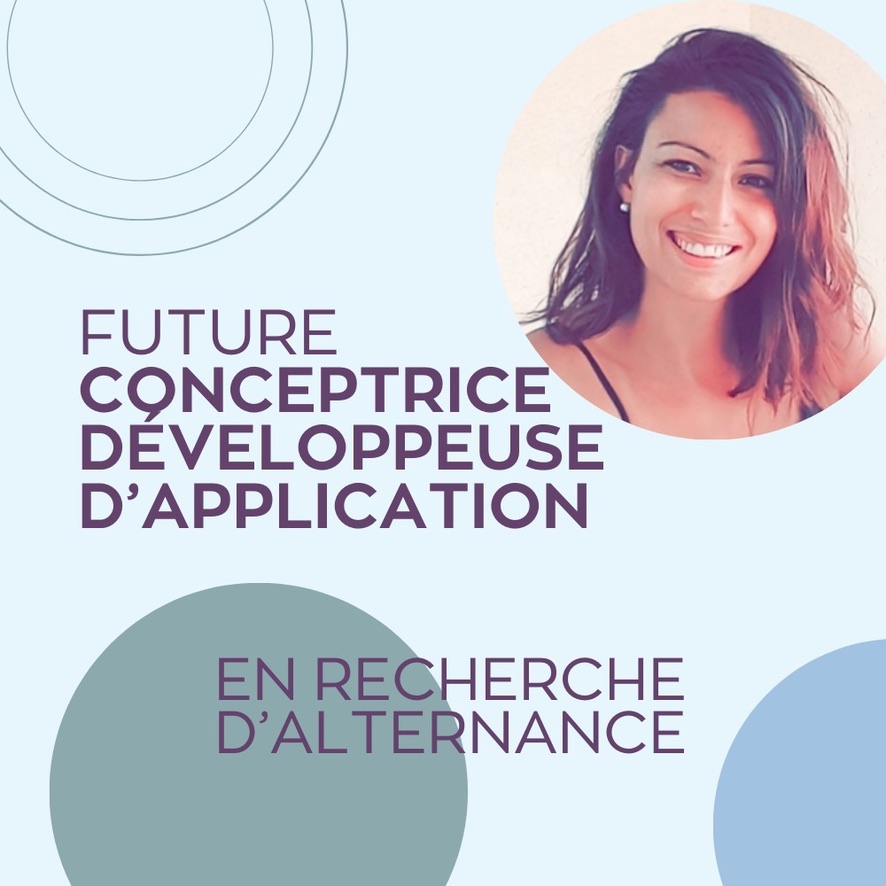 FUTURE
CONCEPTRICE
DÉVELOPPEUSE
D’APPLICATION
EN RECHERCHE
D’ALTERNANCE